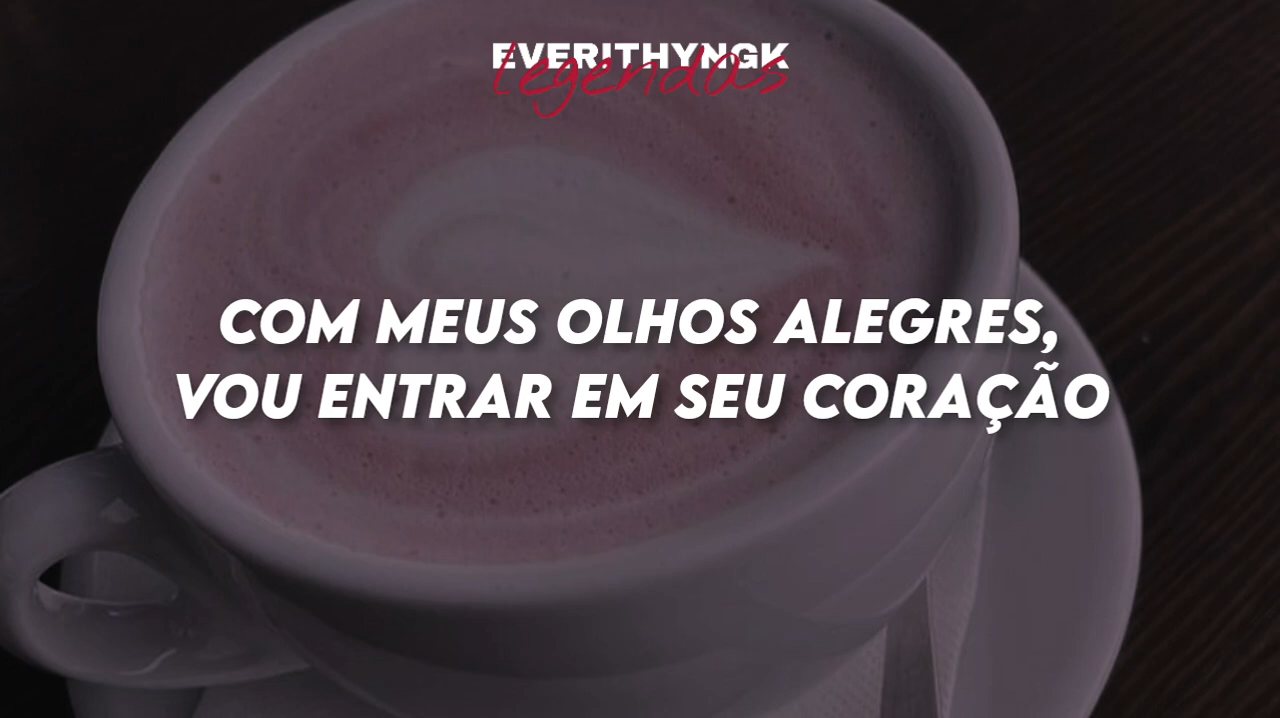 EVERITHYNGK
legendas
COM MEUS OLHOS ALEGRES,
VOU ENTRAR EM SEU CORAÇÃO